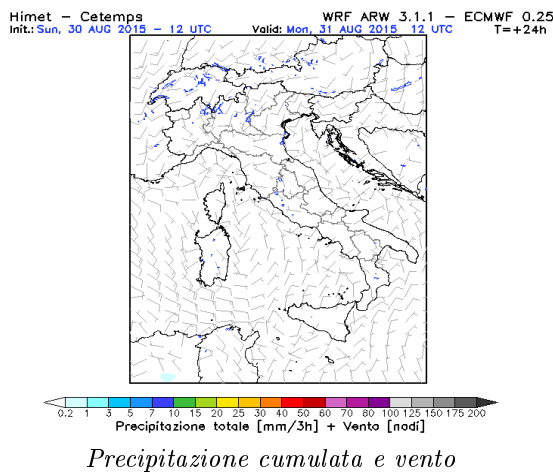 Himet - Cetemps WRF ARW 3.1.1 - ECMWF 0.25
Init.: Sun, 30 AUG 2015 - 12 UTC Valid: Mon, 31 AUG 2015 12 UTC T=+24h
0.2 1 3 5 7 10 15 20 25 30 40 50 60 70 80 100 125 150 175 200
Precipitazione totale [mm/3h] + Vento [nodi]
Precipitazione cumulata e vento